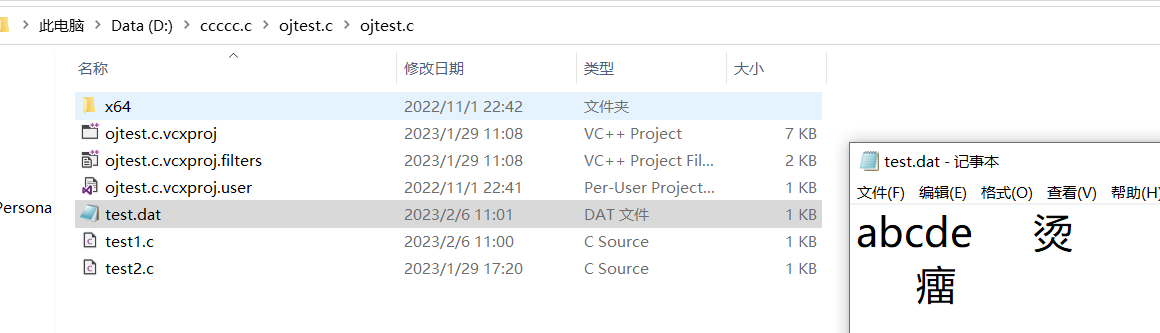 此电脑 > Data (D:) > ccccc.c > ojtest.c > ojtest.c
名称 修改日期 类型 大小
x64 2022/11/1 22:42 文件夹
ojtest.c.vcxproj 2023/1/29 11:08 VC++ Project 7 KB
ojtest.c.vcxproj.filters 2023/1/29 11:08 VC++ Project Fil... 2 KB
ojtest.c.vcxproj.user 2022/11/1 22:41 Per-User Project... 1 KB
Persona
test.dat 2023/2/6 11:01 DAT 文件 1 KB
test1.c 2023/2/6 11:00 C Source 1 KB
test2.c 2023/1/29 17:20 C Source 1 KB
test.dat - 记事本
文件(F) 编辑(E) 格式(O) 查看(V) 帮助(H)
abcde 烫
癅